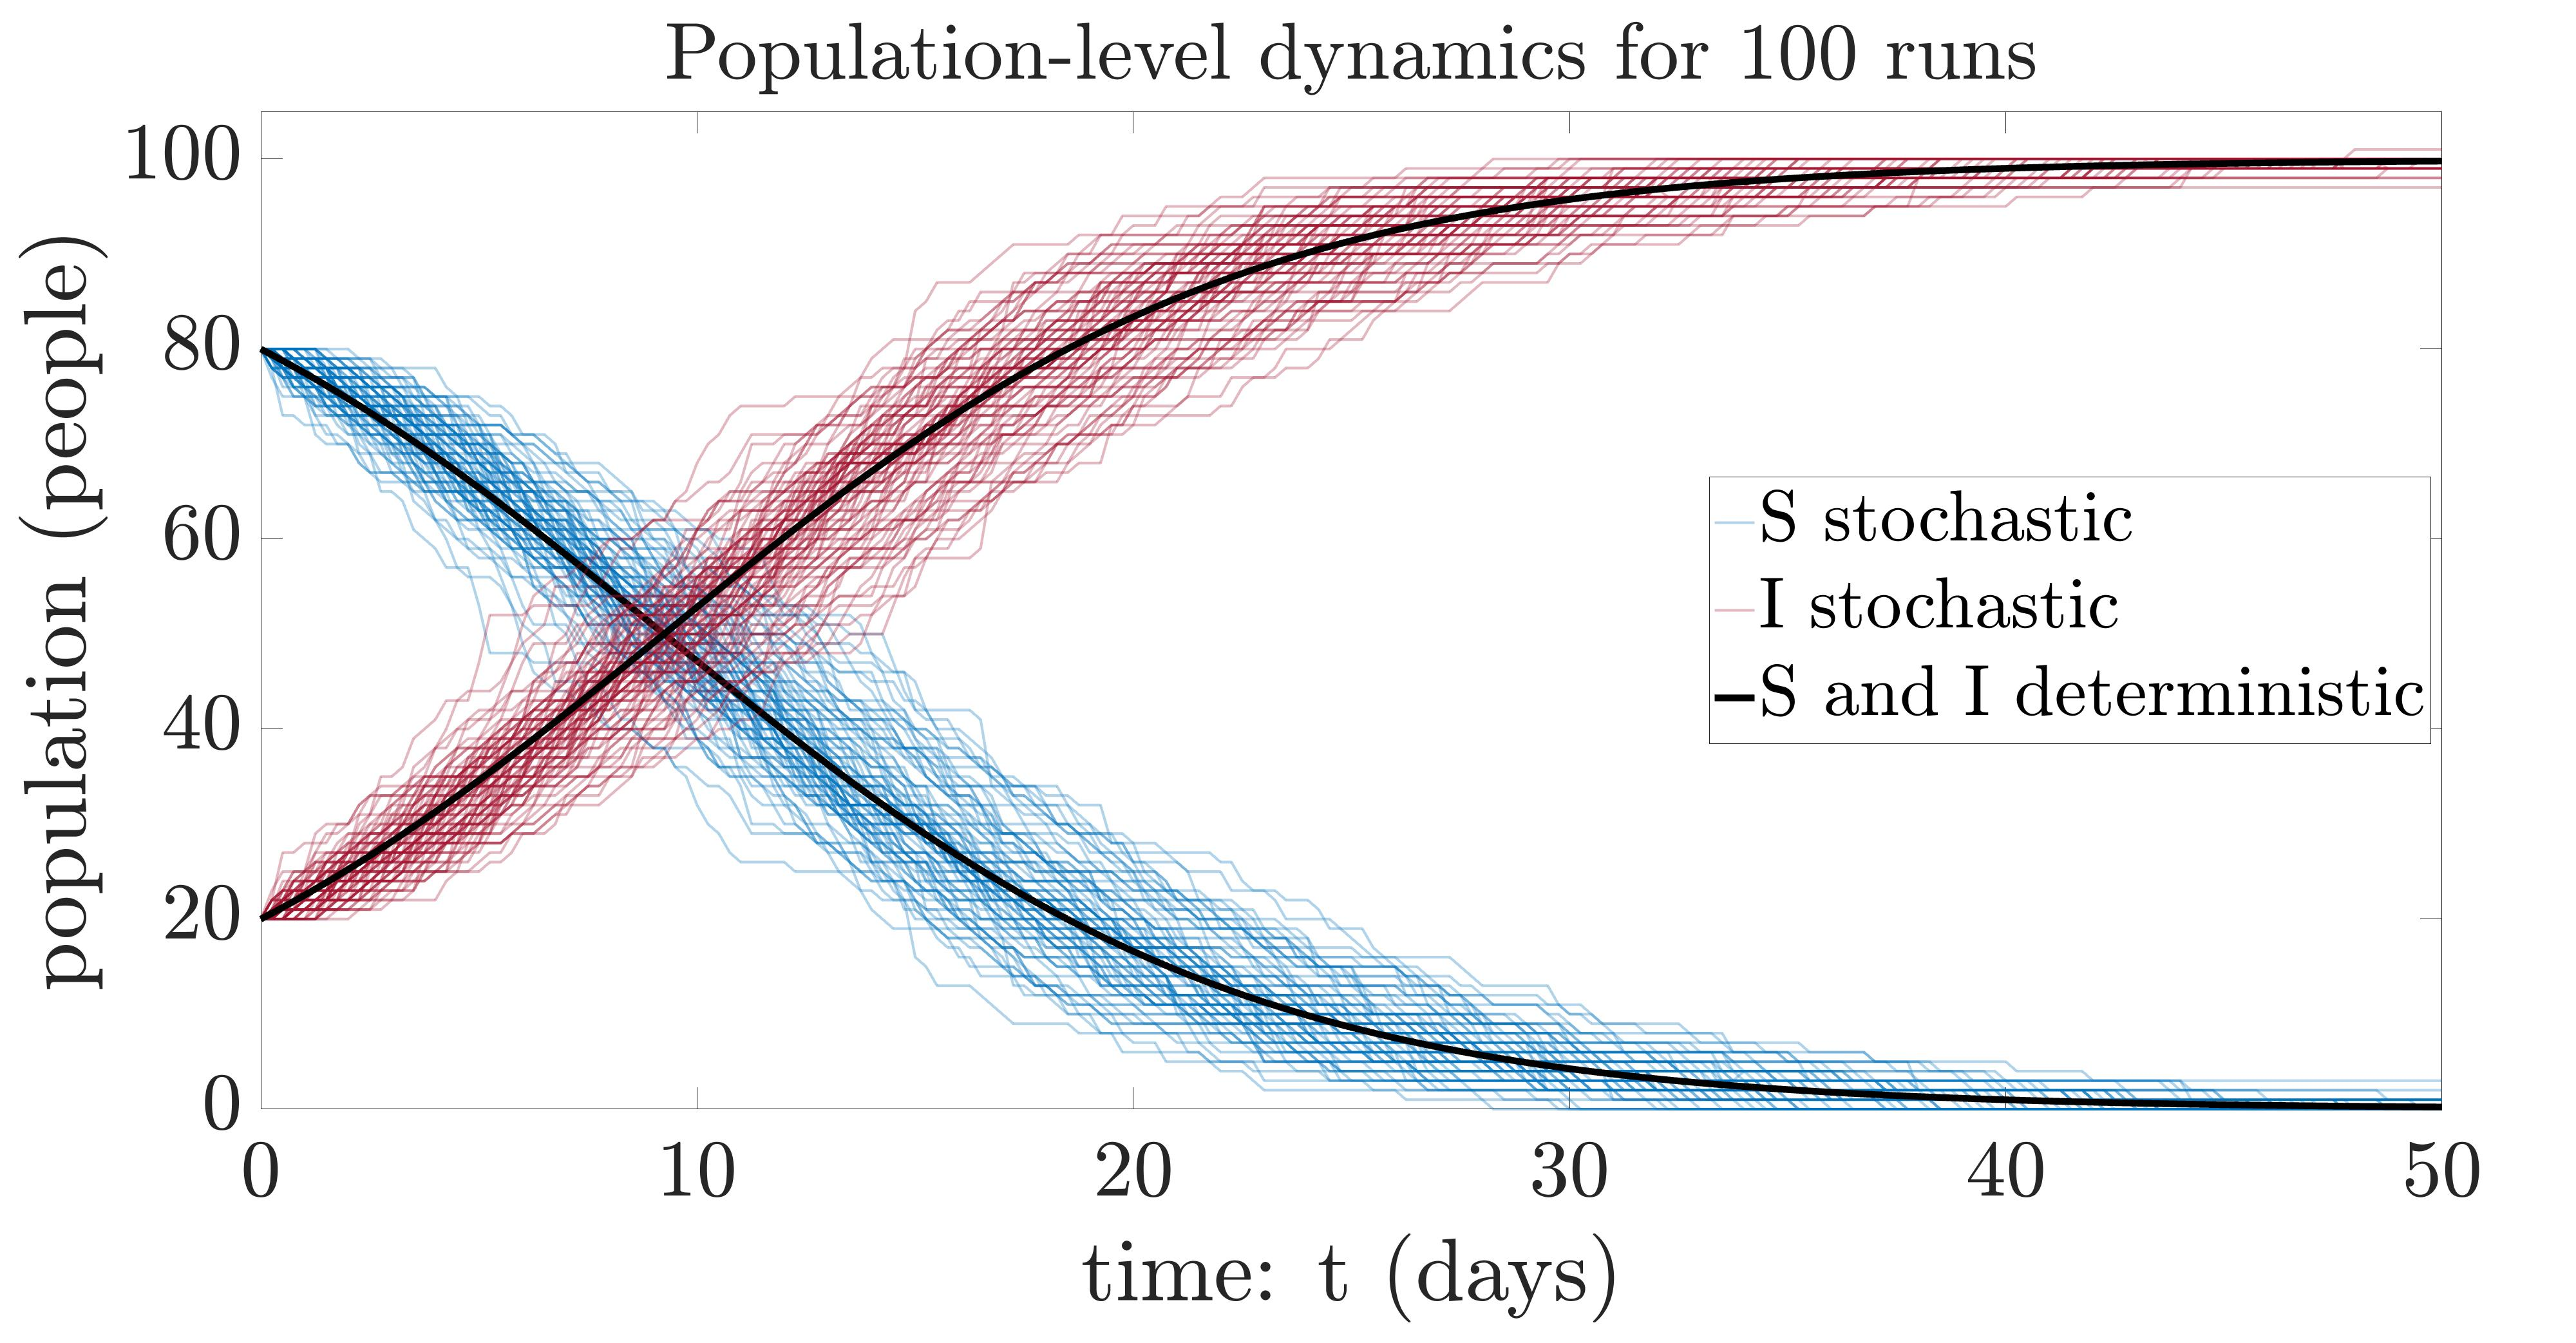 Population-level dynamics for 100 runs
100
80
60
40
20
0
population (people)
S stochastic
I stochastic
S and I deterministic
0 10 20 30 40 50
time: t (days)